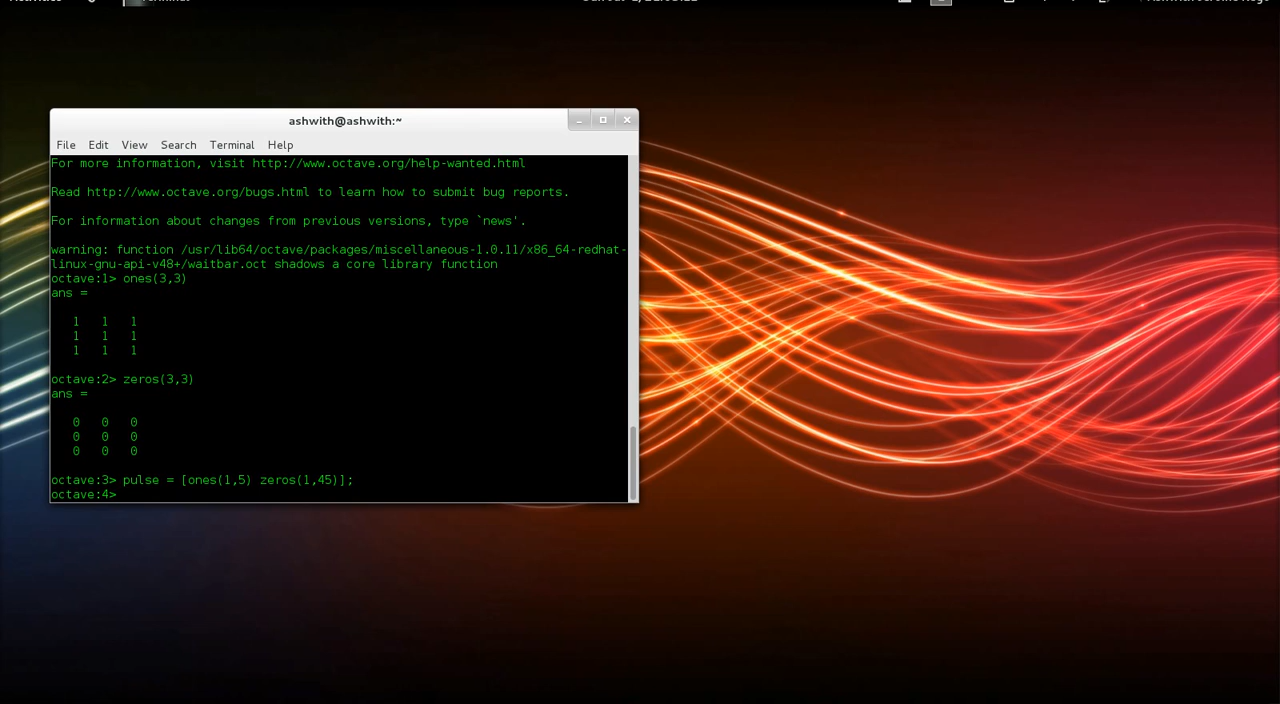 ashwith@ashwith:~
File Edit View Search Terminal Help
For more information, visit http://www.octave.org/help-wanted.html
Read http://www.octave.org/bugs.html to learn how to submit bug reports.
For information about changes from previous versions, type `news'.
warning: function /usr/lib64/octave/packages/miscellaneous-1.0.11/x86_64-redhat-
linux-gnu-api-v48+/waitbar.oct shadows a core library function
octave:1> ones(3,3)
ans =
1 1 1
1 1 1
1 1 1
octave:2> zeros(3,3)
ans =
0 0 0
0 0 0
0 0 0
octave:3> pulse = [ones(1,5) zeros(1,45)];
octave:4>